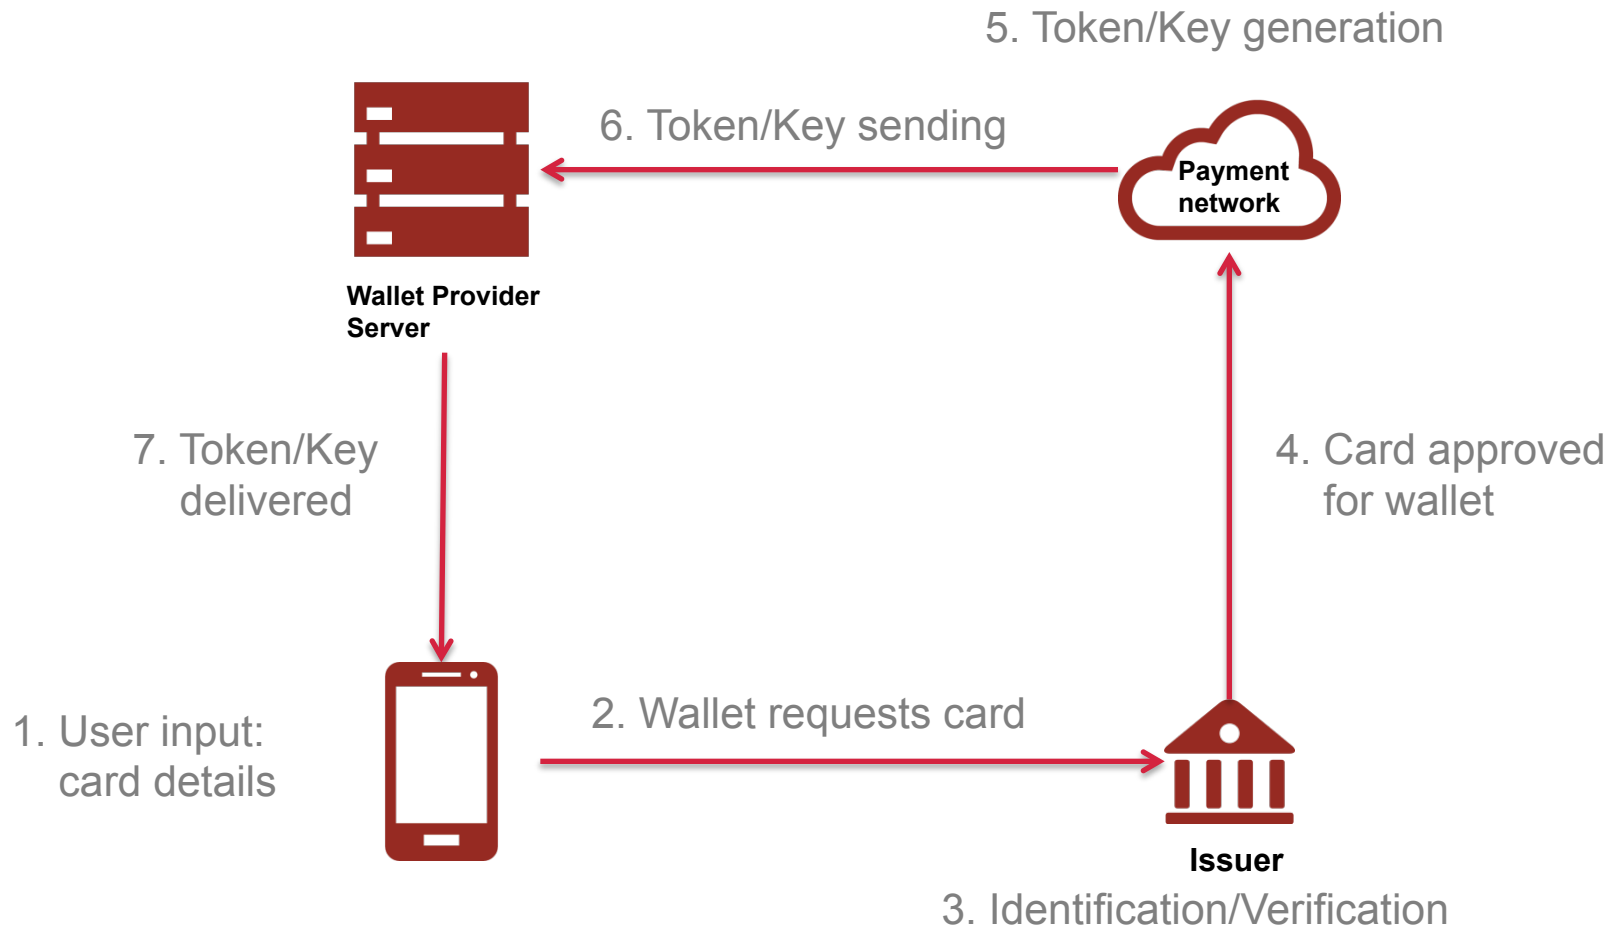 5. Token/Key generation
6. Token/Key sending
Payment
network
Wallet Provider
Server
7. Token/Key
delivered
4. Card approved
for wallet
1. User input:
card details
2. Wallet requests card
Issuer
3. Identification/Verification